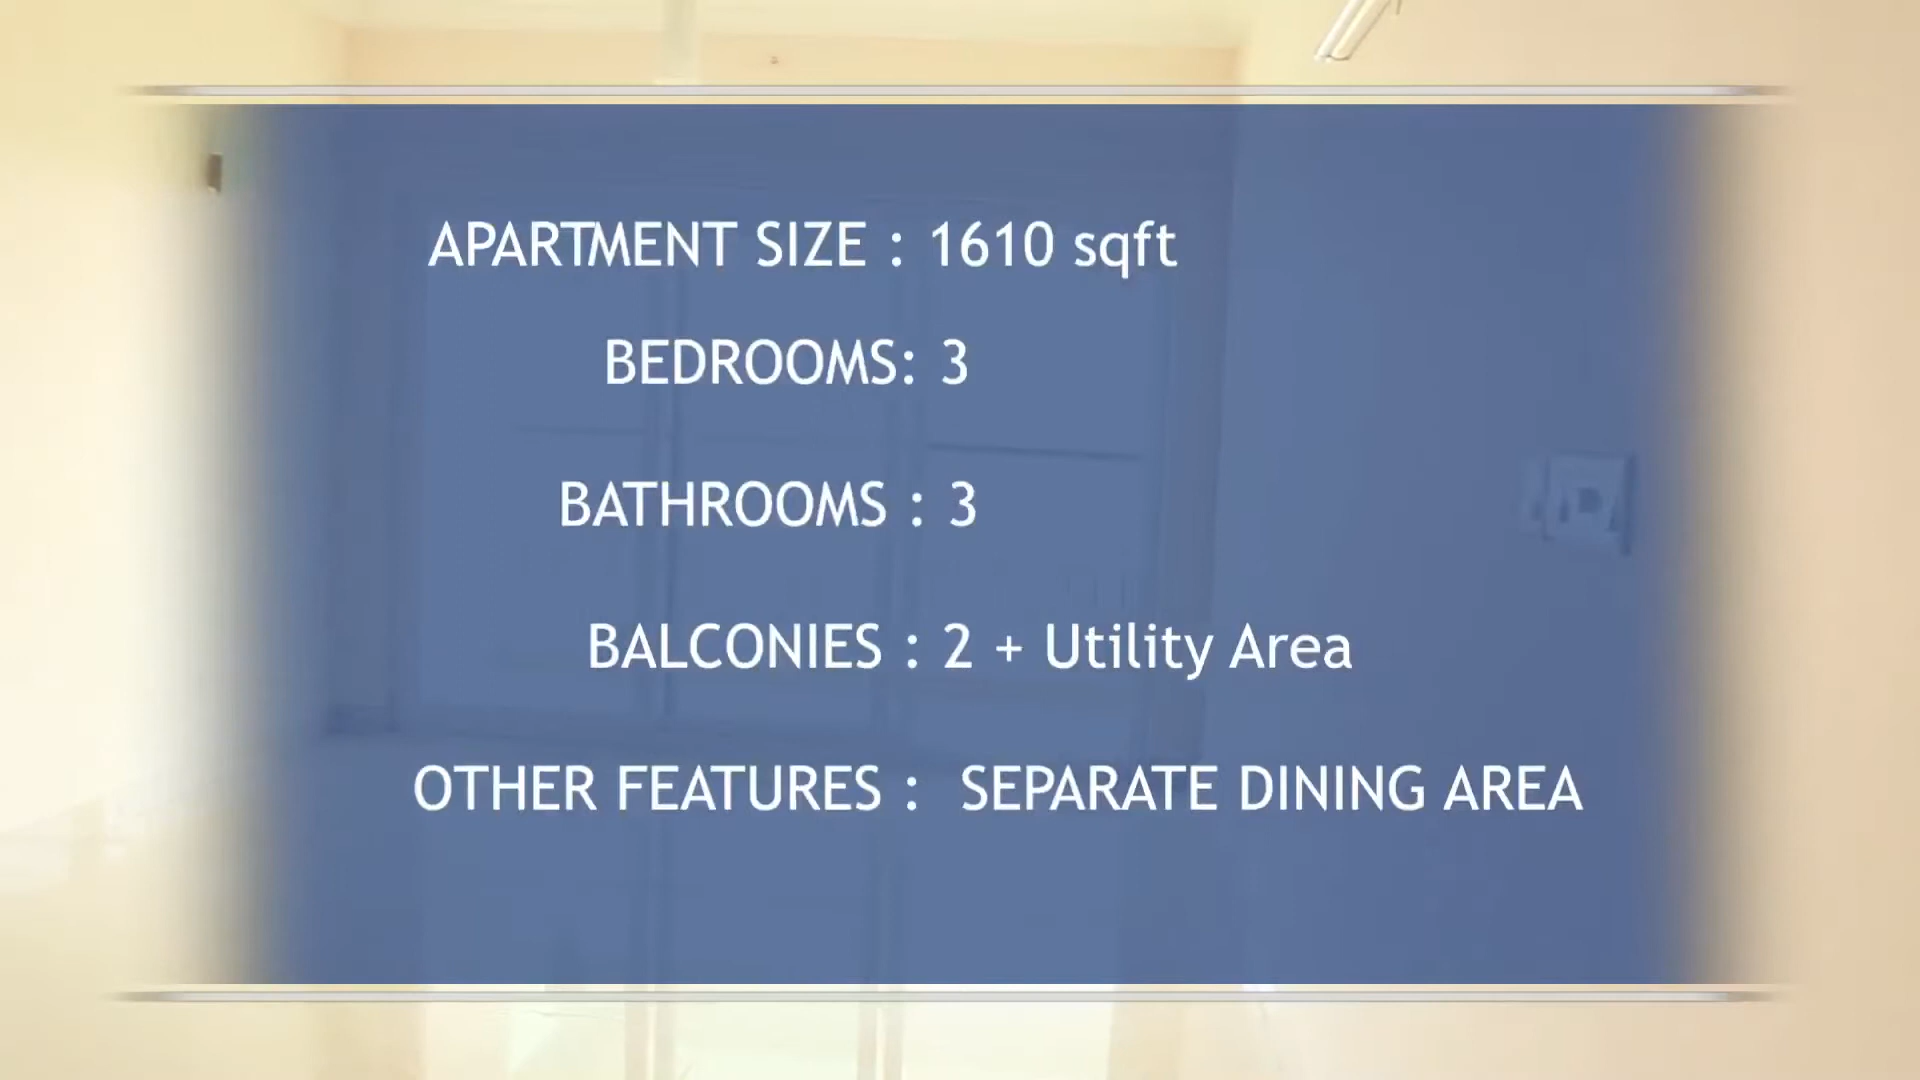 APARTMENT SIZE : 1610 sqft
BEDROOMS: 3
BATHROOMS : 3
BALCONIES : 2 + Utility Area
OTHER FEATURES : SEPARATE DINING AREA